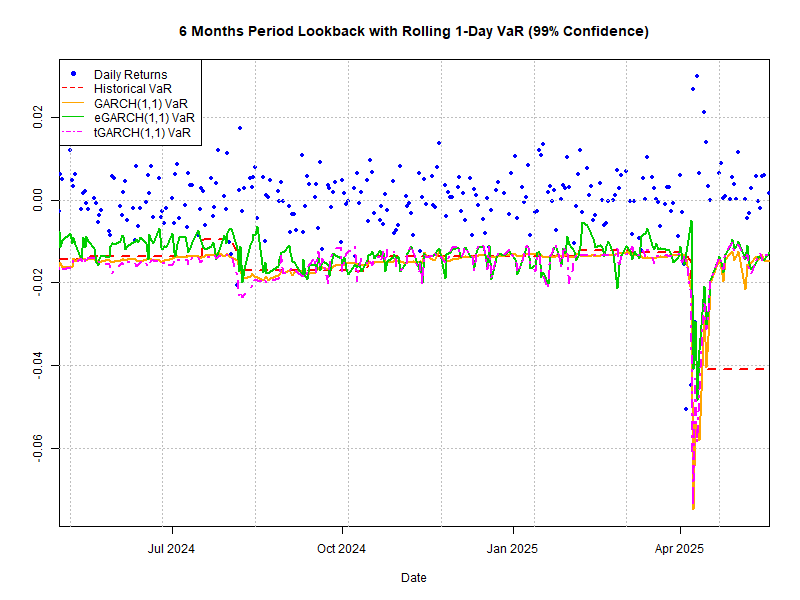 6 Months Period Lookback with Rolling 1-Day VaR (99% Confidence)
Daily Returns
Historical VaR
GARCH(1,1) VaR
eGARCH(1,1) VaR
tGARCH(1,1) VaR
0.02
0.00
-0.02
-0.04
-0.06
Jul 2024
Oct 2024
Jan 2025
Apr 2025
Date